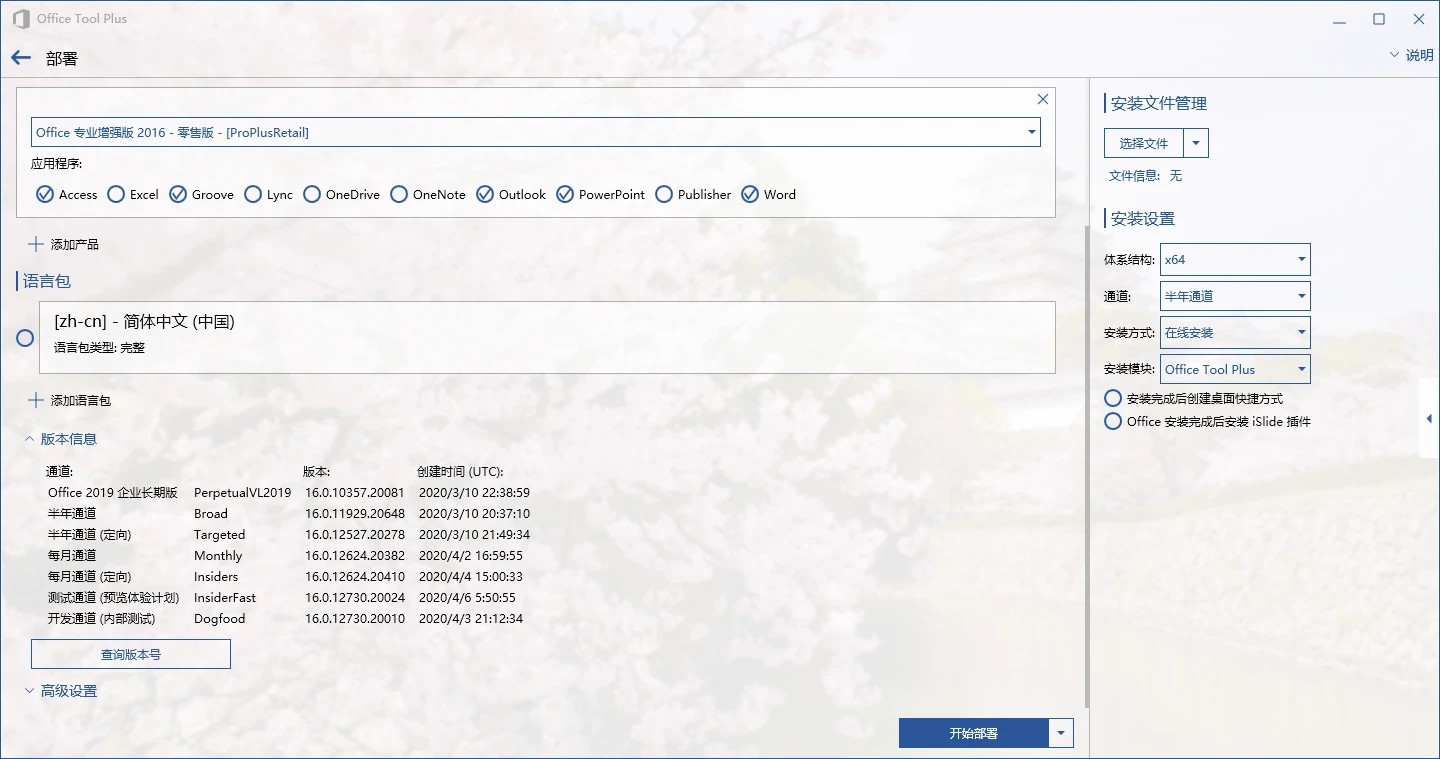 Office Tool Plus
部署
说明
Office 专业增强版 2016 - 零售版 - [ProPlusRetail]
应用程序:
Access Excel Groove Lync OneDrive OneNote Outlook PowerPoint Publisher Word
添加产品
语言包
[zh-cn] - 简体中文 (中国)
语言包类型: 完整
添加语言包
版本信息
通道: 版本: 创建时间 (UTC):
Office 2019 企业长期版 PerpetualVL2019 16.0.10357.20081 2020/3/10 22:38:59
半年通道 Broad 16.0.11929.20648 2020/3/10 20:37:10
半年通道 (定向) Targeted 16.0.12527.20278 2020/3/10 21:49:34
每月通道 Monthly 16.0.12624.20382 2020/4/2 16:59:55
每月通道 (定向) Insiders 16.0.12624.20410 2020/4/4 15:00:33
测试通道 (预览体验计划) InsiderFast 16.0.12730.20024 2020/4/6 5:50:55
开发通道 (内部测试) Dogfood 16.0.12730.20010 2020/4/3 21:12:34
查询版本号
高级设置
开始部署
安装文件管理
选择文件
文件信息: 无
安装设置
体系结构: x64
通道: 半年通道
安装方式: 在线安装
安装模块: Office Tool Plus
安装完成后创建桌面快捷方式
Office 安装完成后安装 iSlide 插件